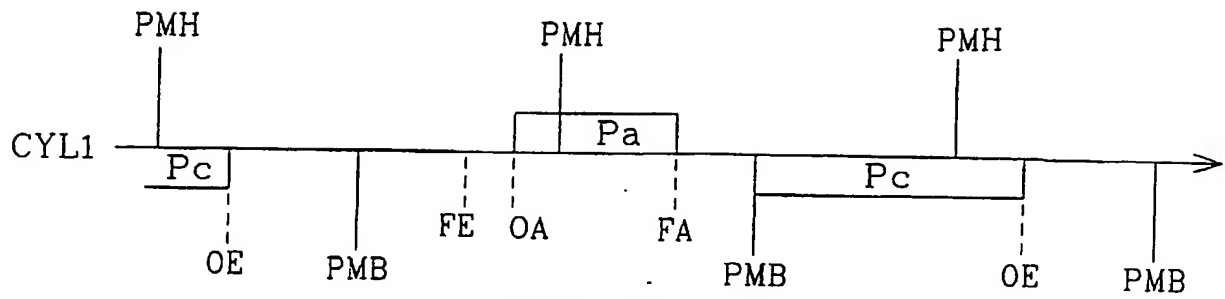 PMH PMH PMH
CYL1 Pc Pa Pc
OE PMB FE OA FA PMB OE PMB